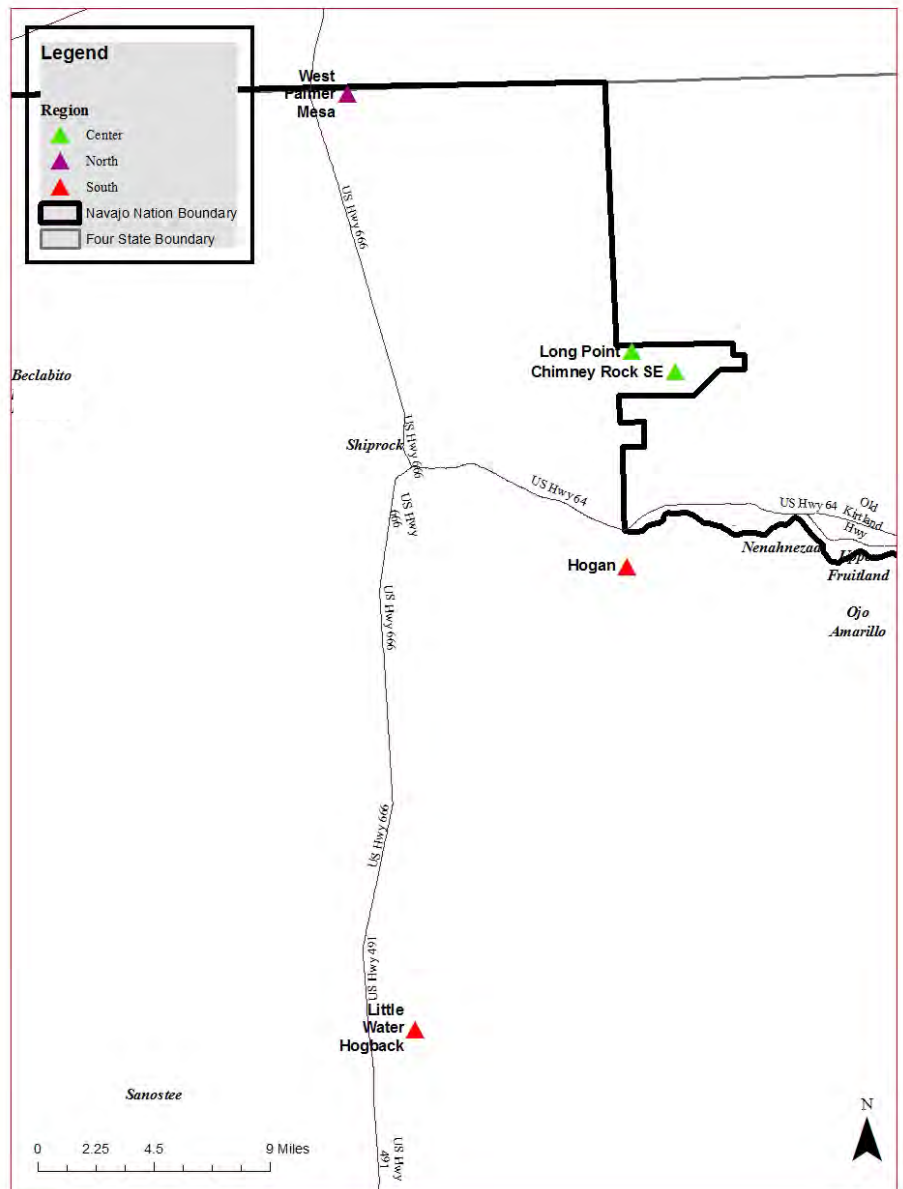 Legend
Region
Center
North
South
Navajo Nation Boundary
Four State Boundary
West
Palmer
Mesa
US Hwy 666
Long Point
Chimney Rock SE
Beclabito
Shiprock
US Hwy 666
US Hwy
666
US Hwy 64
US Hwy 64
Old
Kirtland
Hwy
Nenahnezad
Upper
Fruitland
Hogan
Ojo
Amarillo
US Hwy 666
US Hwy 666
US Hwy 491
Little
Water
Hogback
Sanostee
US Hwy
491
0 2.25 4.5 9 Miles
N